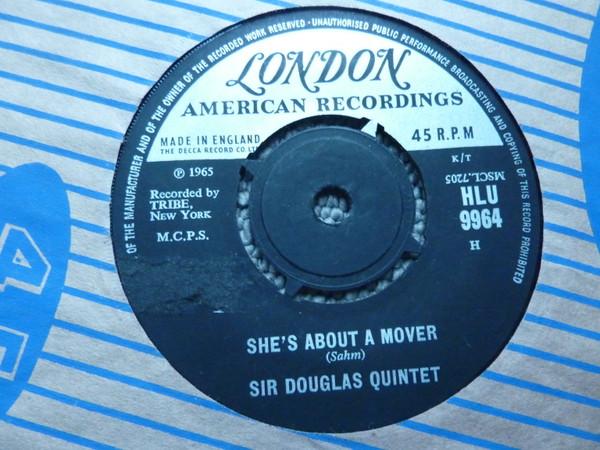 OF THE MANUFACTURER AND OF THE OWNER OF THE RECORDED WORK RESERVED · UNAUTHORISED PUBLIC PERFORMANCE BROADCASTING AND COPYING OF THIS RECORD PROHIBITED
LONDON
AMERICAN RECORDINGS
MADE IN ENGLAND
THE DECCA RECORD CO LTD
45 R.P.M
K/T
MSCL.7205
℗ 1965
Recorded by
TRIBE,
NEW YORK
M.C.P.S.
HLU
9964
H
SHE'S ABOUT A MOVER
(Sahm)
SIR DOUGLAS QUINTET
45